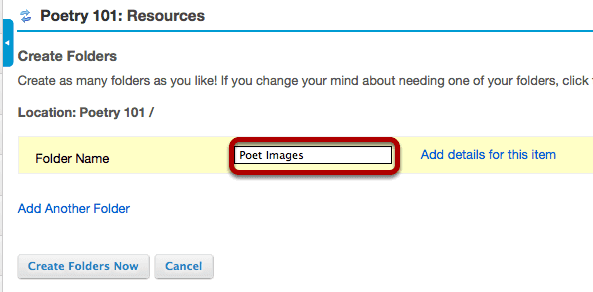 Poetry 101: Resources
Create Folders
Create as many folders as you like! If you change your mind about needing one of your folders, click
Location: Poetry 101 /
Folder Name Poet Images Add details for this item
Add Another Folder
Create Folders Now Cancel